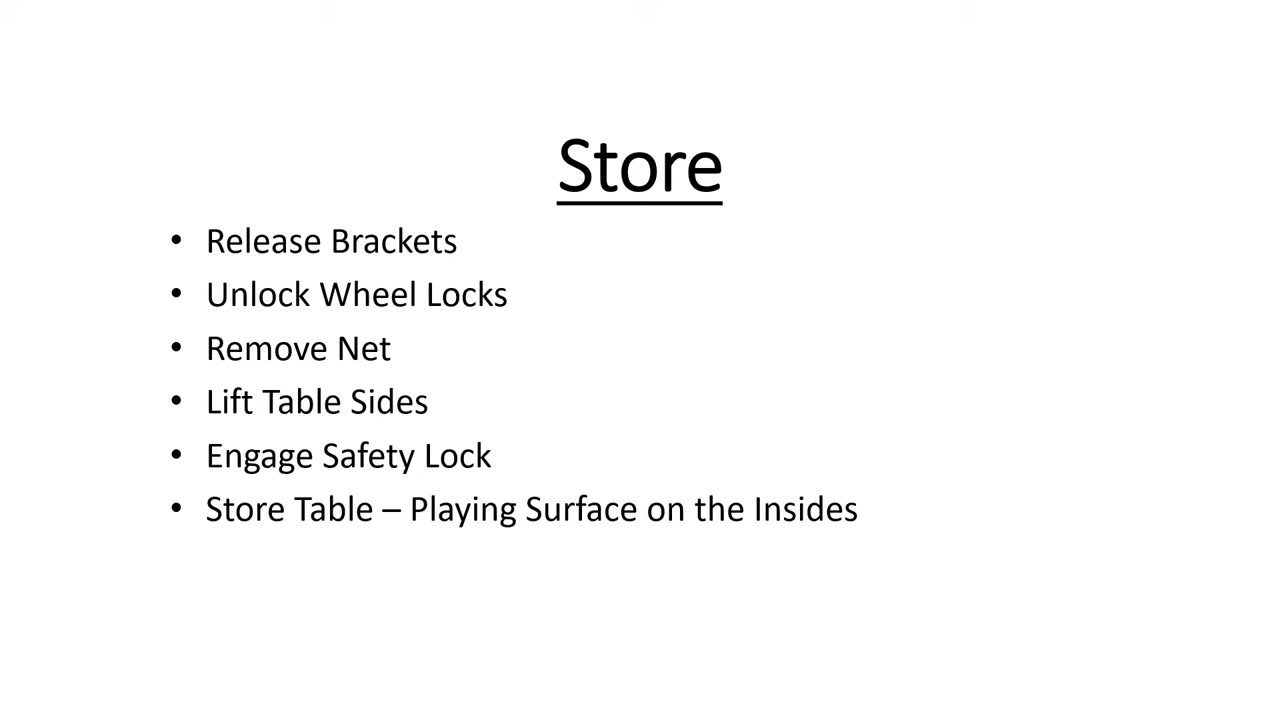 Store
• Release Brackets
• Unlock Wheel Locks
• Remove Net
• Lift Table Sides
• Engage Safety Lock
• Store Table – Playing Surface on the Insides